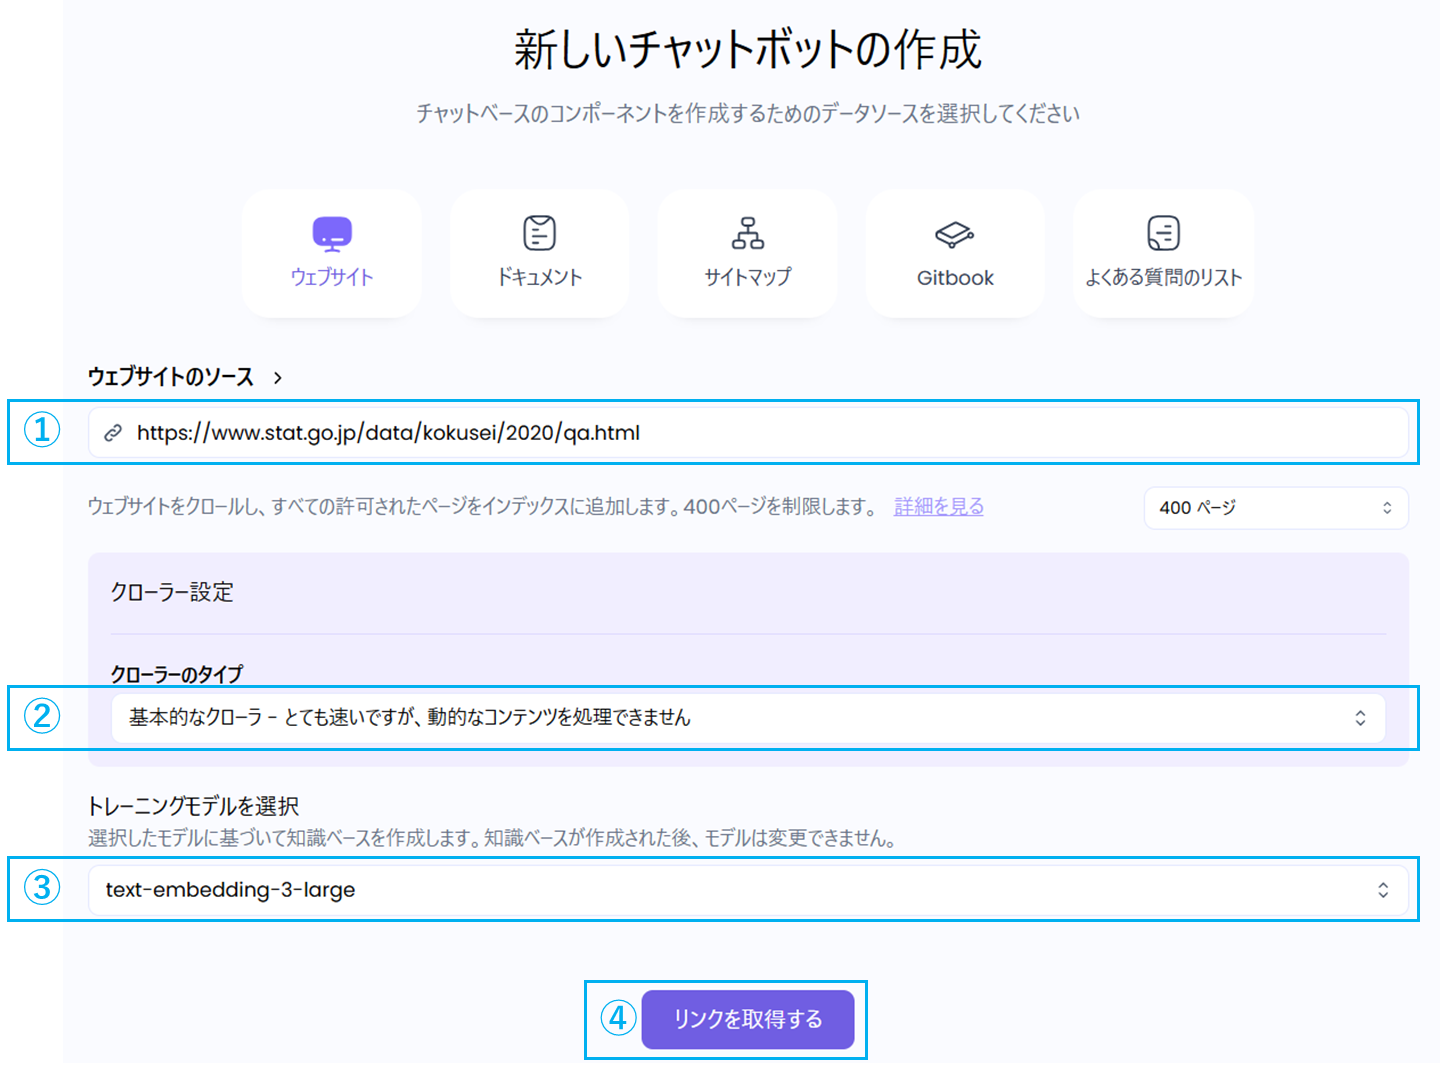 新しいチャットボットの作成
チャットベースのコンポーネントを作成するためのデータソースを選択してください
ウェブサイト
ドキュメント
サイトマップ
Gitbook
よくある質問のリスト
ウェブサイトのソース
① https://www.stat.go.jp/data/kokusei/2020/qa.html
ウェブサイトをクロールし、すべての許可されたページをインデックスに追加します。400ページを制限します。 詳細を見る 400 ページ
クローラー設定
クローラーのタイプ
② 基本的なクローラ - とても速いですが、動的なコンテンツを処理できません
トレーニングモデルを選択
選択したモデルに基づいて知識ベースを作成します。知識ベースが作成された後、モデルは変更できません。
③ text-embedding-3-large
④ リンクを取得する